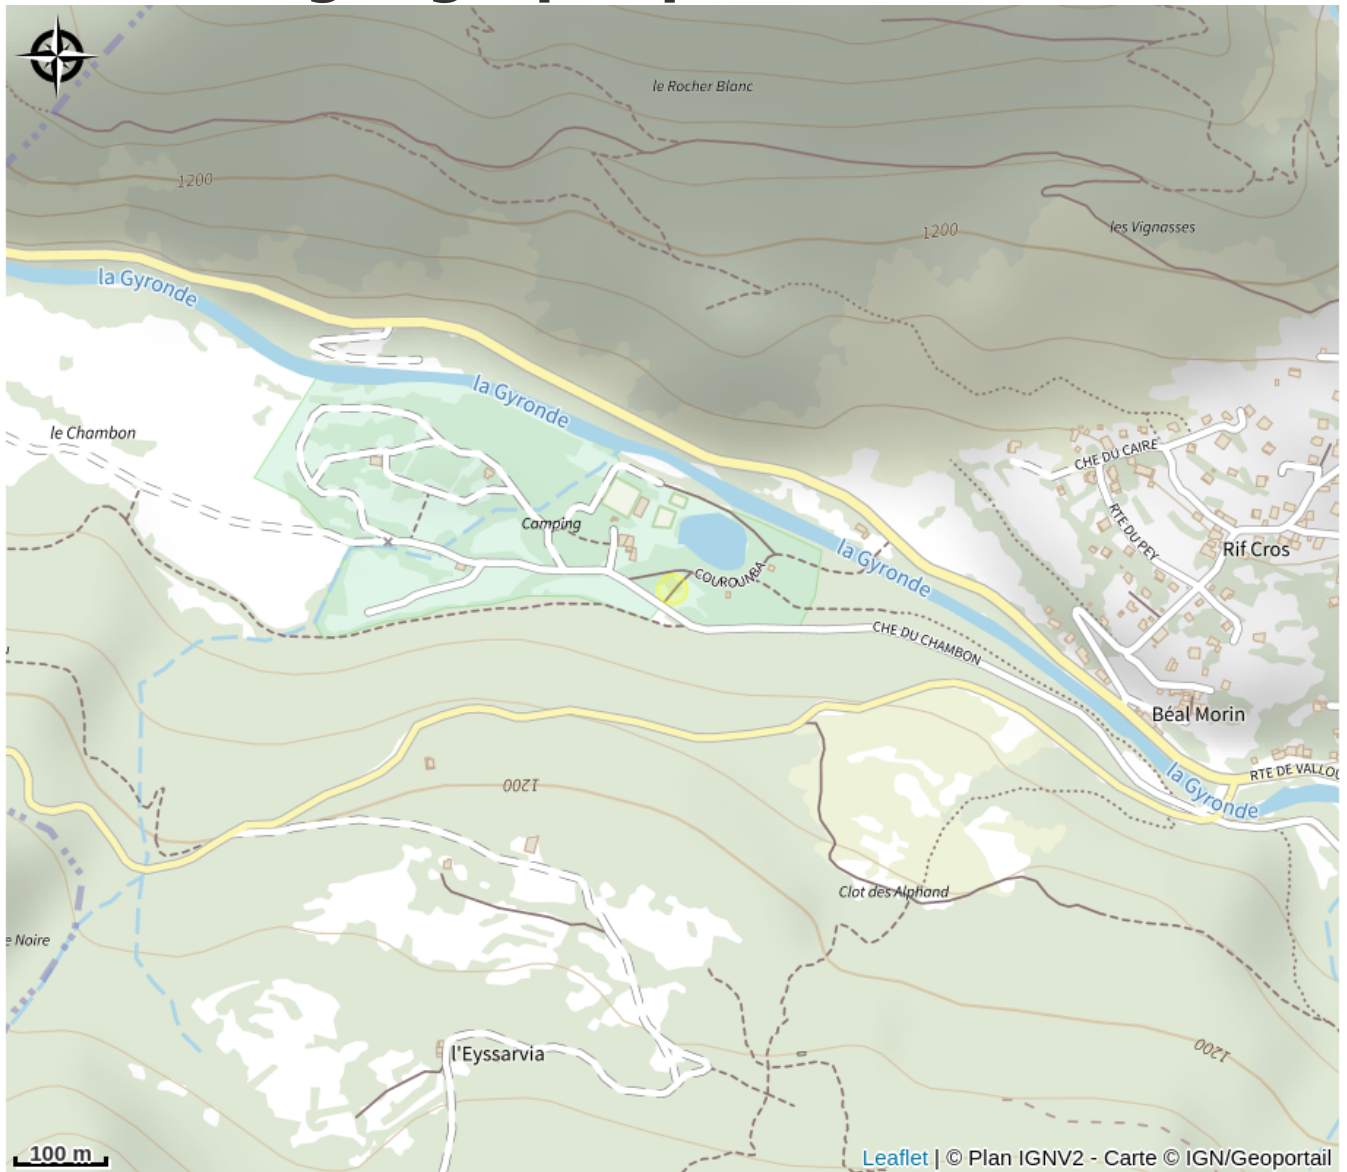 le Rocher Blanc
1200
1200
les Vignasses
la Gyronde
la Gyronde
le Chambon
CHE DU CAIRE
Camping
RTE DU PEY
Rif Cros
la Gyronde
COUROUNBA
CHE DU CHAMBON
Béal Morin
la Gyronde
RTE DE VALLOU
1200
Clot des Alphand
e Noire
1200
l'Eyssarvia
100 m
Leaflet | © Plan IGNV2 - Carte © IGN/Geoportail